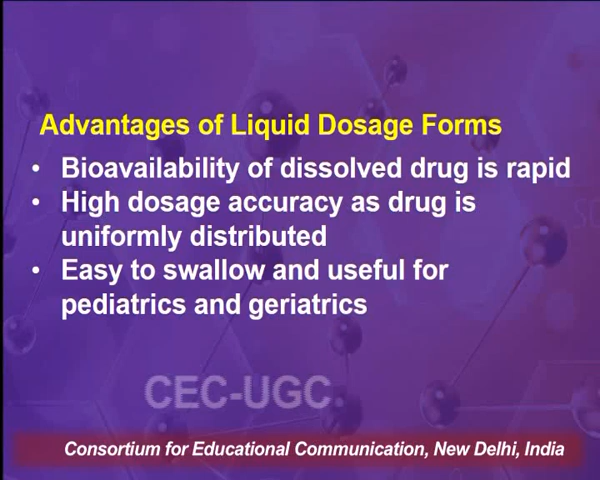 Advantages of Liquid Dosage Forms
• Bioavailability of dissolved drug is rapid
• High dosage accuracy as drug is
uniformly distributed
• Easy to swallow and useful for
pediatrics and geriatrics
CEC-UGC
Consortium for Educational Communication, New Delhi, India